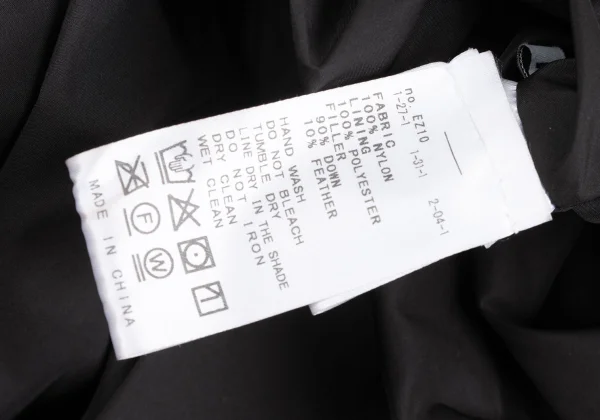 no. EZ10 1-01-1 2-04-1
1-27-1
FABRIC
100% NYLON
LINING
100% POLYESTER
FILLER
90% DOWN
10% FEATHER
HAND WASH
DO NOT BLEACH
TUMBLE DRY
LINE DRY IN THE SHADE
DO NOT IRON
DRY CLEAN
WET CLEAN
F
W
MADE IN CHINA